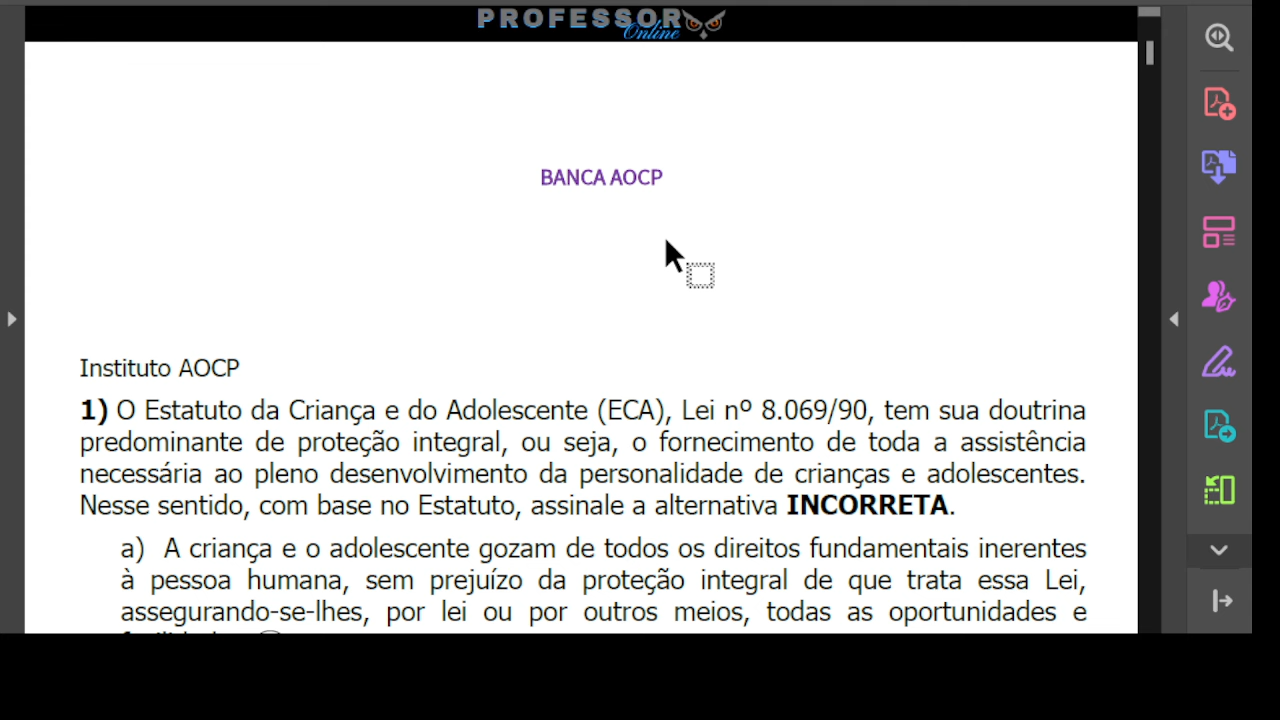 PROFESSOR
Online
BANCA AOCP
Instituto AOCP
1) O Estatuto da Criança e do Adolescente (ECA), Lei nº 8.069/90, tem sua doutrina
predominante de proteção integral, ou seja, o fornecimento de toda a assistência
necessária ao pleno desenvolvimento da personalidade de crianças e adolescentes.
Nesse sentido, com base no Estatuto, assinale a alternativa INCORRETA.
a) A criança e o adolescente gozam de todos os direitos fundamentais inerentes
à pessoa humana, sem prejuízo da proteção integral de que trata essa Lei,
assegurando-se-lhes, por lei ou por outros meios, todas as oportunidades e